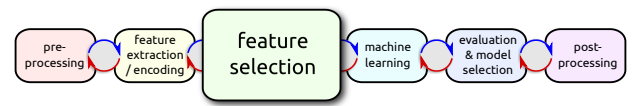 pre-
processing
feature
extraction
/ encoding
feature
selection
machine
learning
evaluation
& model
selection
post-
processing